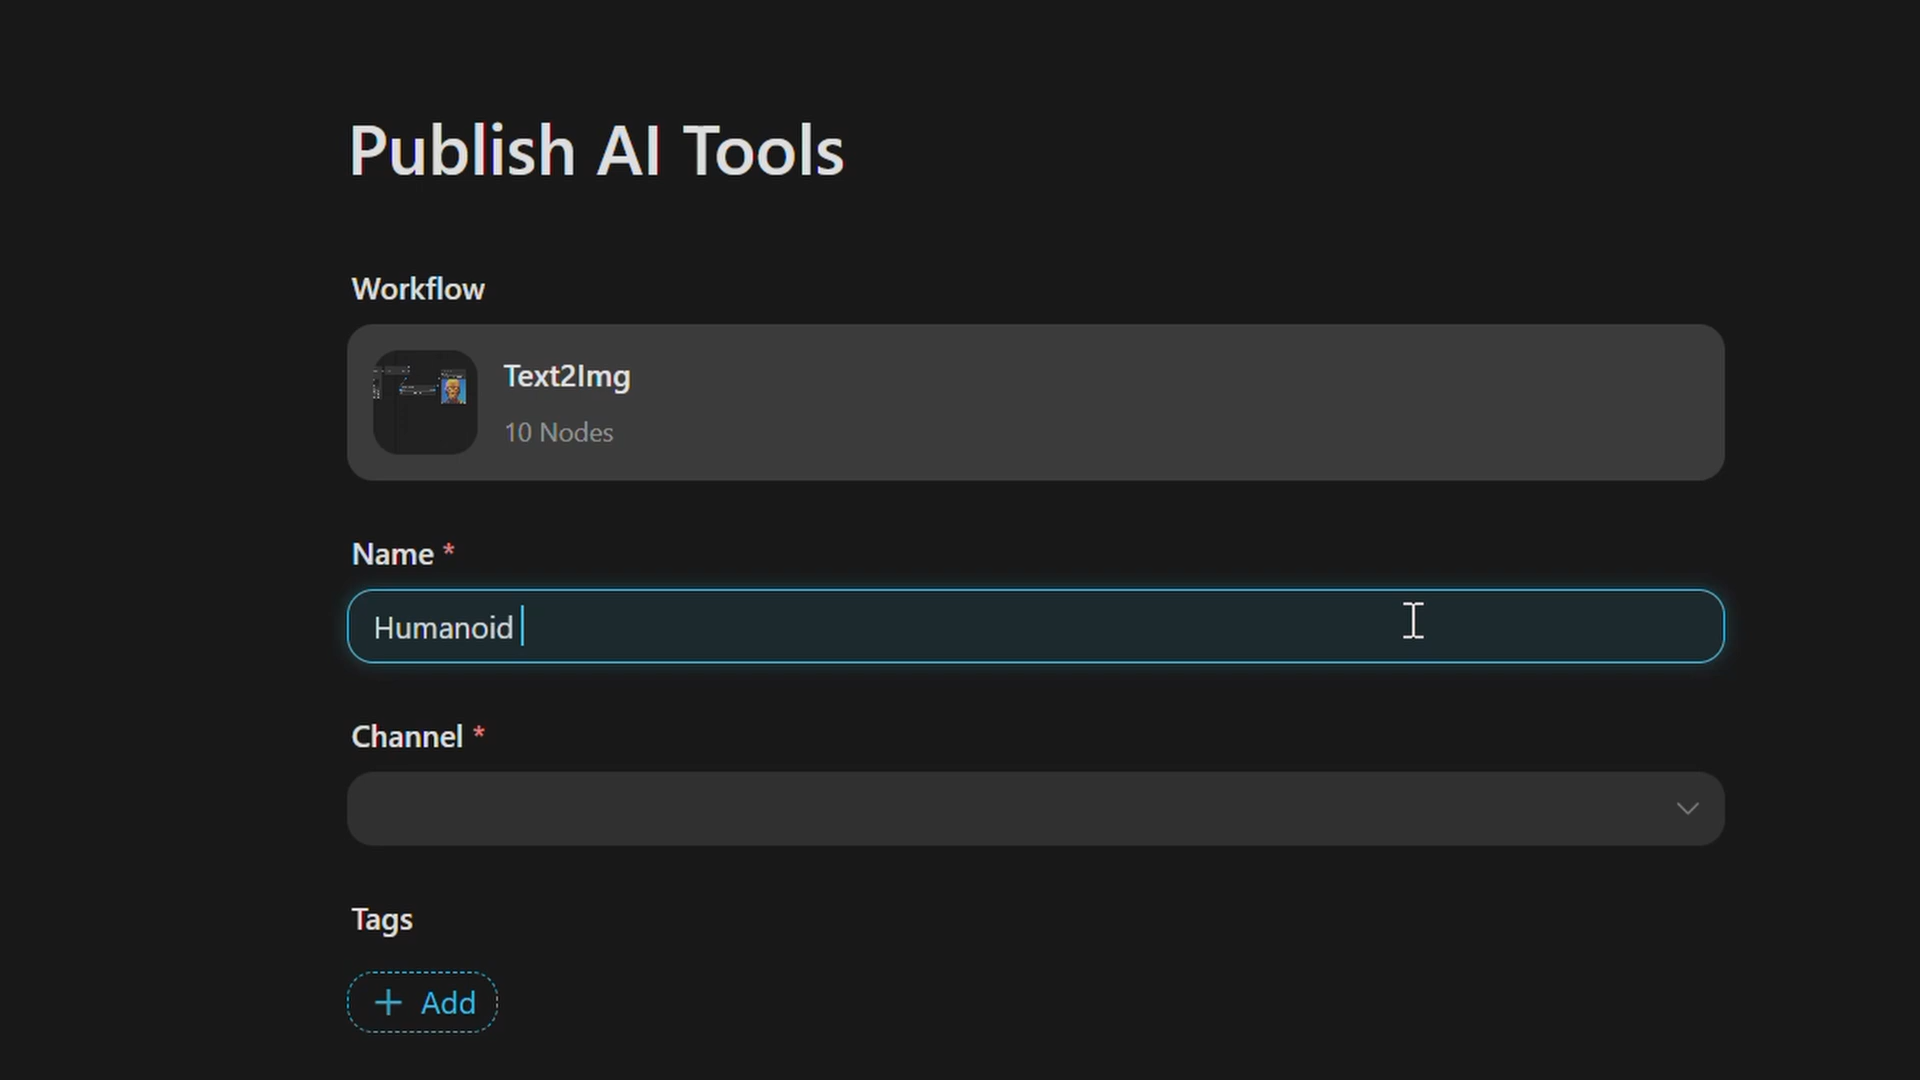 Publish AI Tools
Workflow
Text2Img
10 Nodes
Name *
Humanoid
Channel *
Tags
+ Add